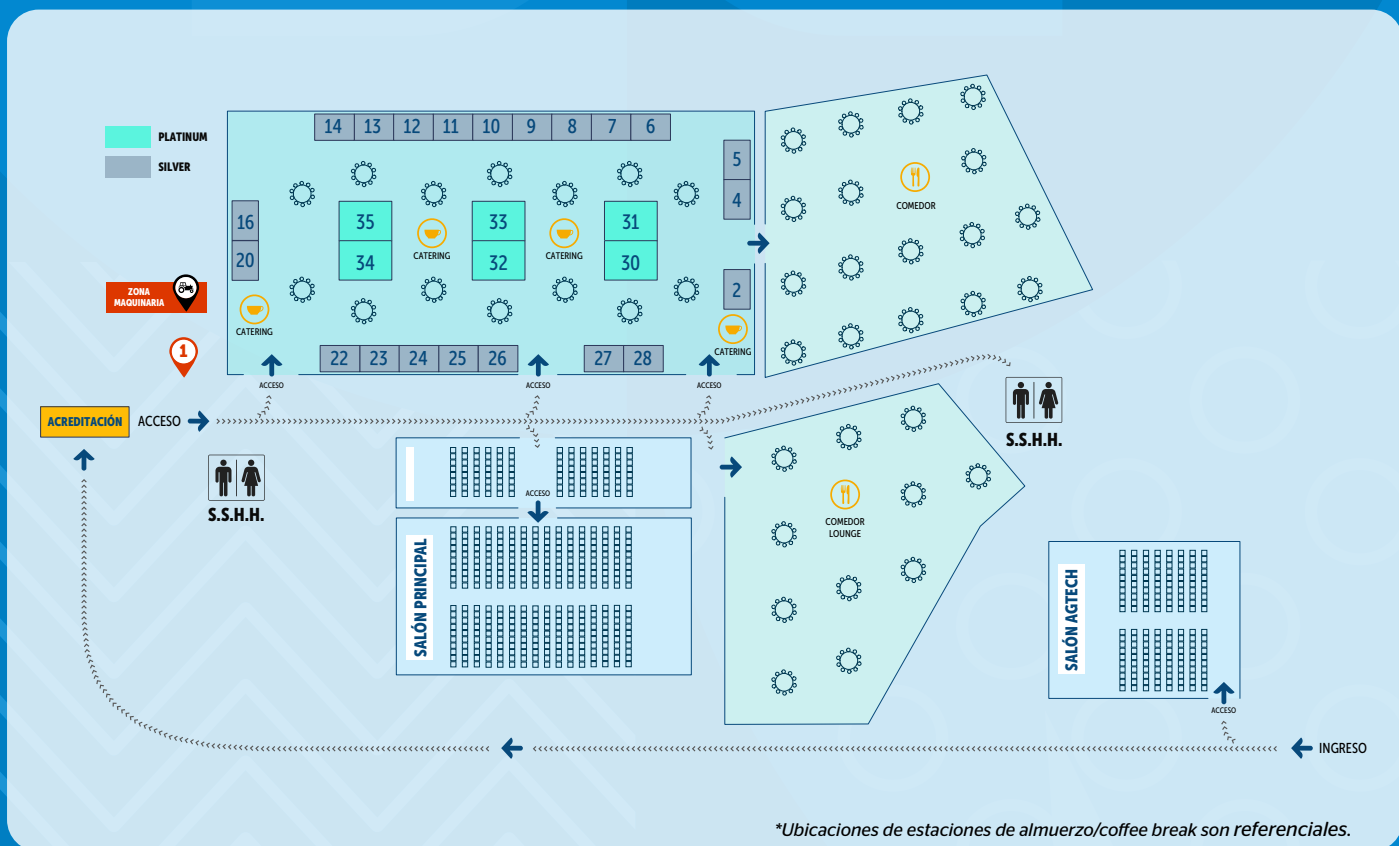 PLATINUM
SILVER
14 13 12 11 10 9 8 7 6
5
4
16
20
35
34
33
32
31
30
2
CATERING
CATERING
CATERING
CATERING
COMEDOR
ZONA
MAQUINARIA
1
22 23 24 25 26
27 28
ACCESO
ACCESO
ACCESO
ACREDITACIÓN
ACCESO
S.S.H.H.
S.S.H.H.
ACCESO
SALÓN PRINCIPAL
COMEDOR
LOUNGE
SALÓN AGTECH
ACCESO
INGRESO
*Ubicaciones de estaciones de almuerzo/coffee break son referenciales.